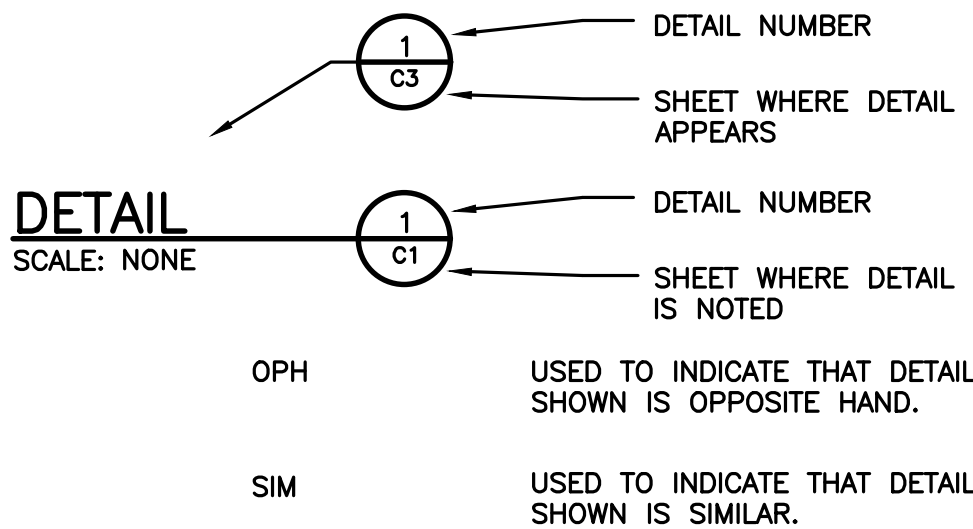 1
C3
DETAIL NUMBER
SHEET WHERE DETAIL
APPEARS
DETAIL
SCALE: NONE
1
C1
DETAIL NUMBER
SHEET WHERE DETAIL
IS NOTED
OPH
USED TO INDICATE THAT DETAIL
SHOWN IS OPPOSITE HAND.
SIM
USED TO INDICATE THAT DETAIL
SHOWN IS SIMILAR.